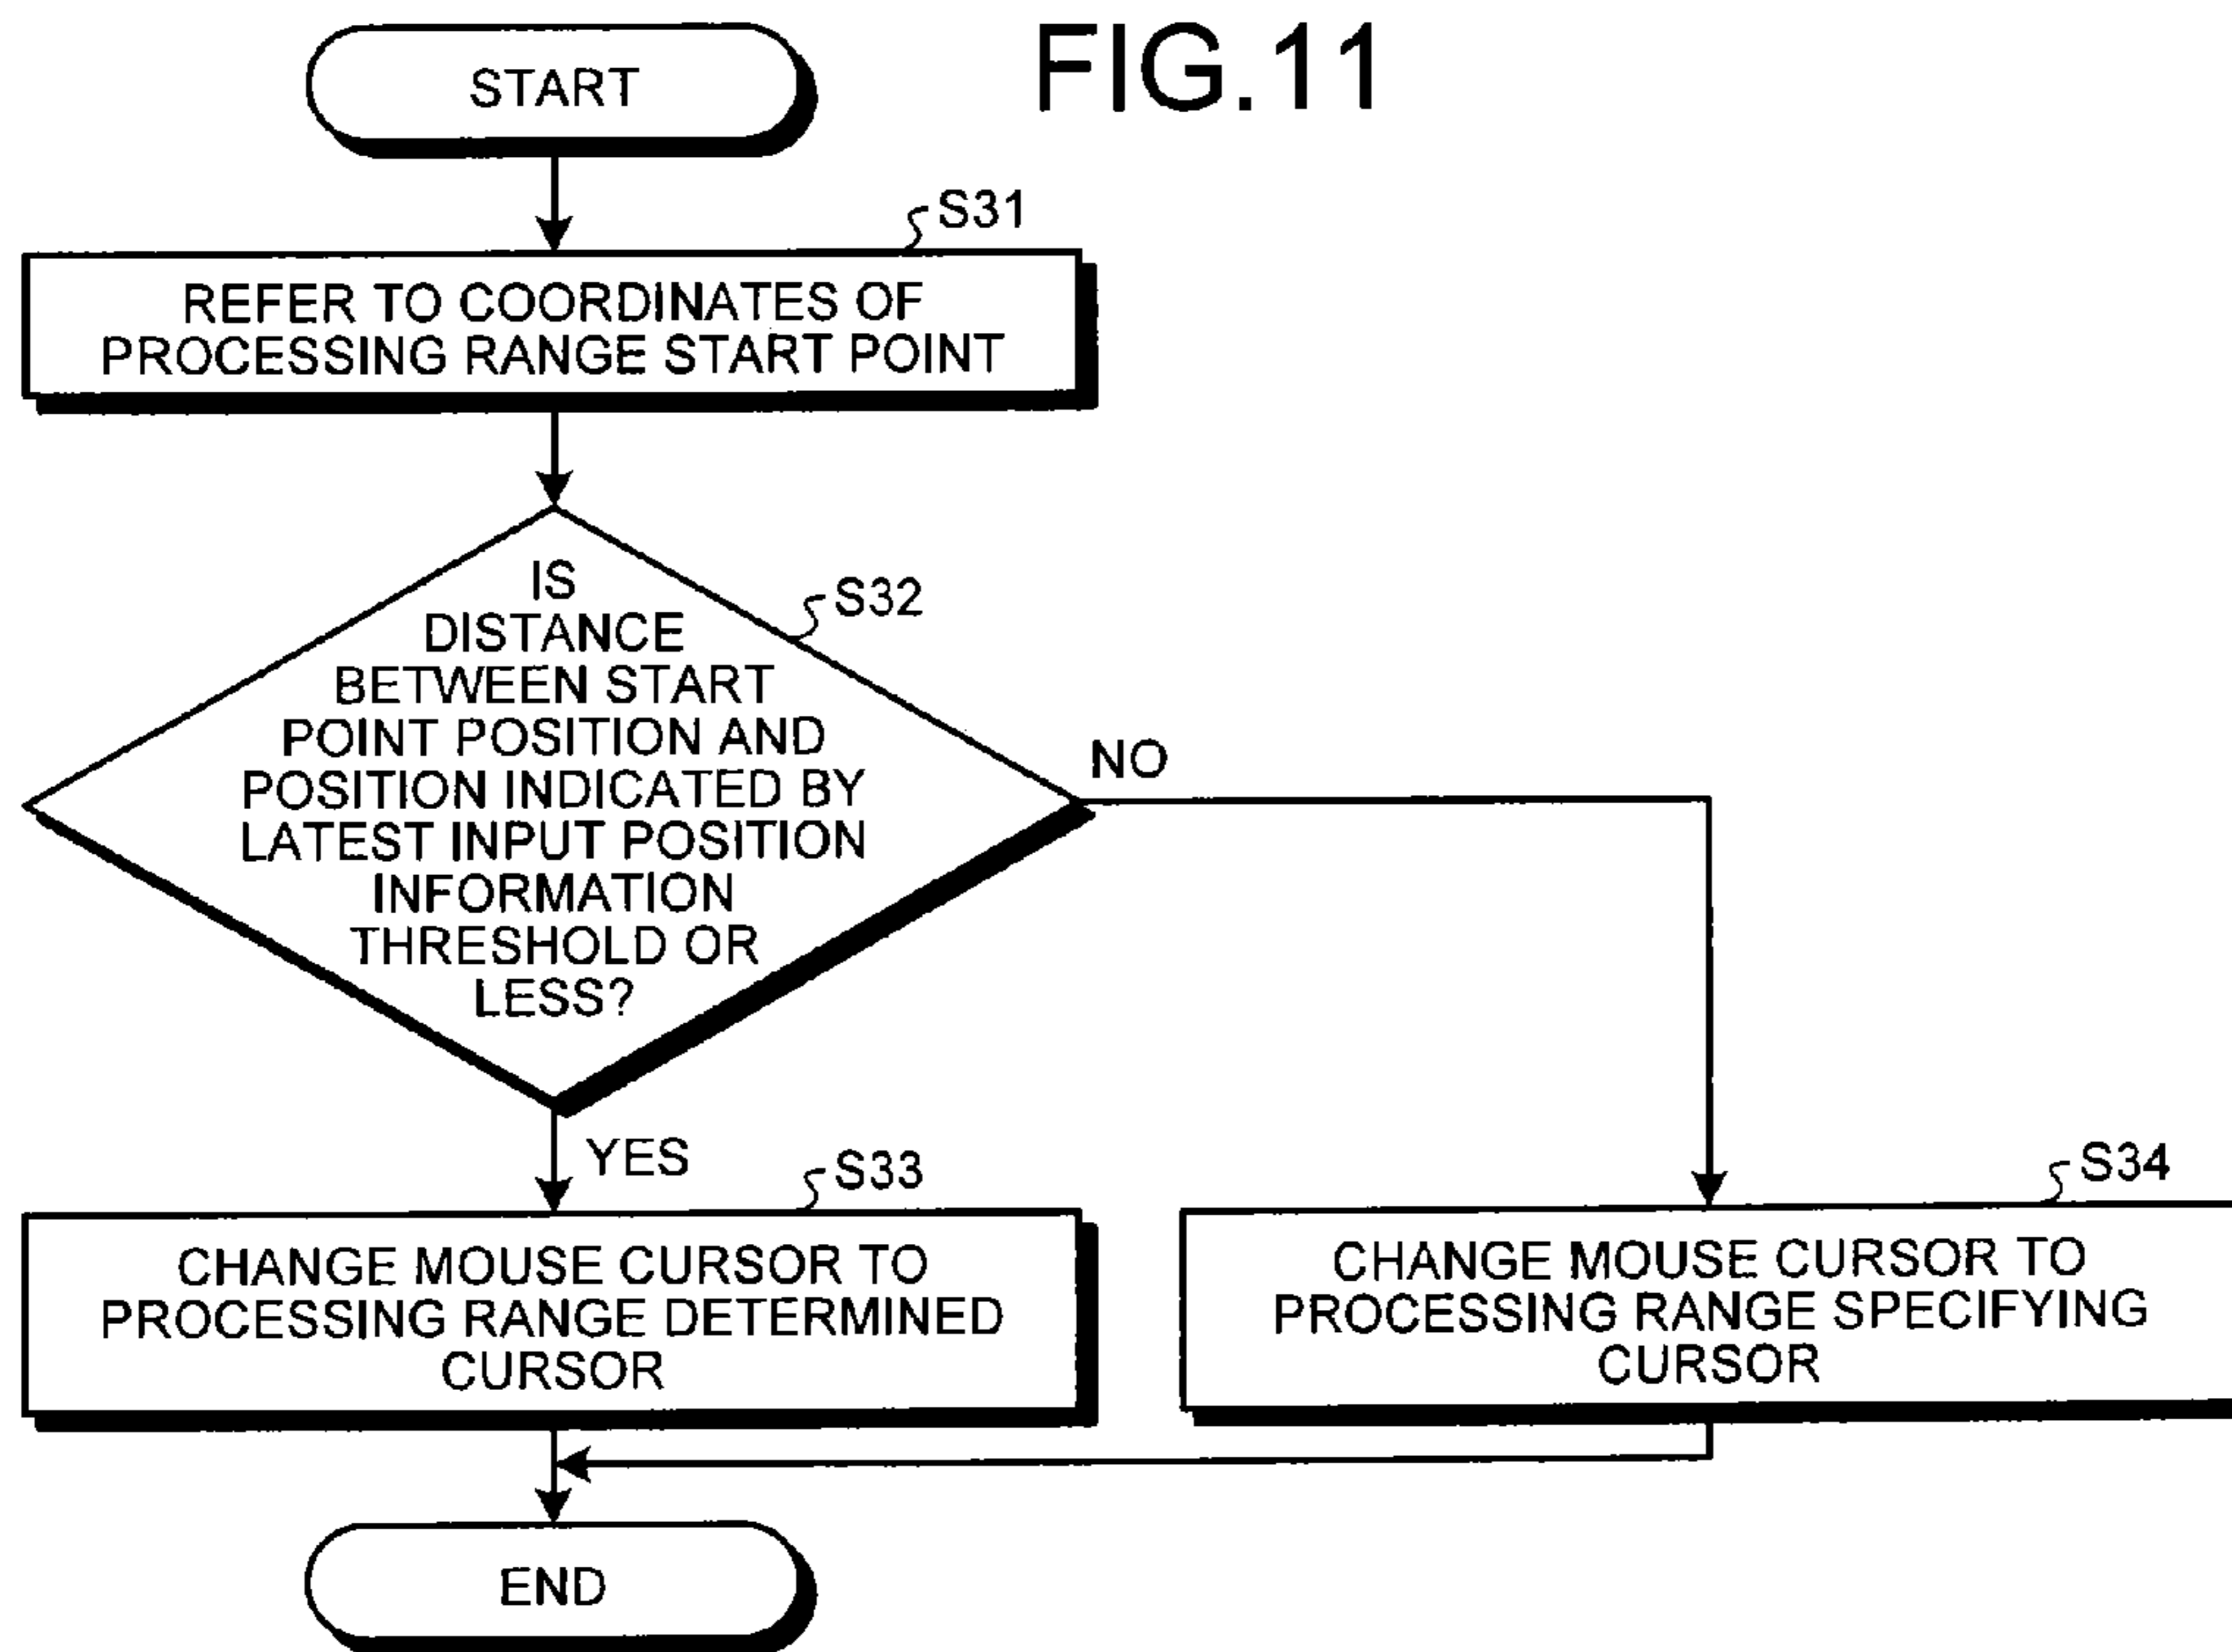 FIG.11
START
S31
REFER TO COORDINATES OF
PROCESSING RANGE START POINT
S32
IS
DISTANCE
BETWEEN START
POINT POSITION AND
POSITION INDICATED BY
LATEST INPUT POSITION
INFORMATION
THRESHOLD OR
LESS?
NO
YES
S33
CHANGE MOUSE CURSOR TO
PROCESSING RANGE DETERMINED
CURSOR
S34
CHANGE MOUSE CURSOR TO
PROCESSING RANGE SPECIFYING
CURSOR
END